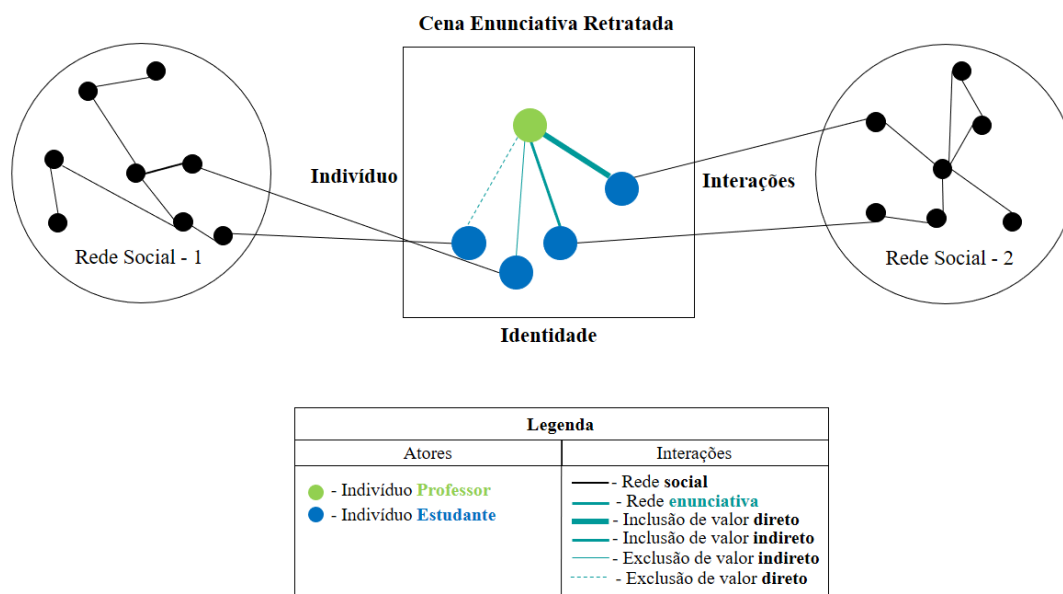 Cena Enunciativa Retratada
Indivíduo
Interações
Rede Social - 1
Rede Social - 2
Identidade
Legenda
Atores
Interações
- Indivíduo Professor
- Indivíduo Estudante
- Rede social
- Rede enunciativa
- Inclusão de valor direto
- Inclusão de valor indireto
- Exclusão de valor indireto
- Exclusão de valor direto